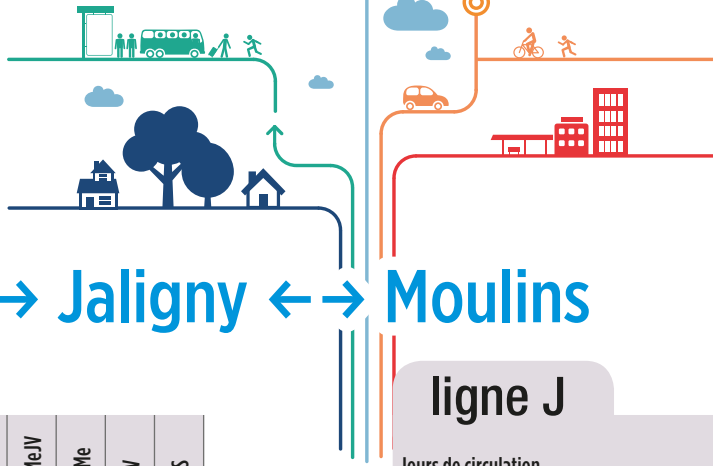 → Jaligny ←→ Moulins
ligne J
Jours de circulation
MeJV
Me
V
S